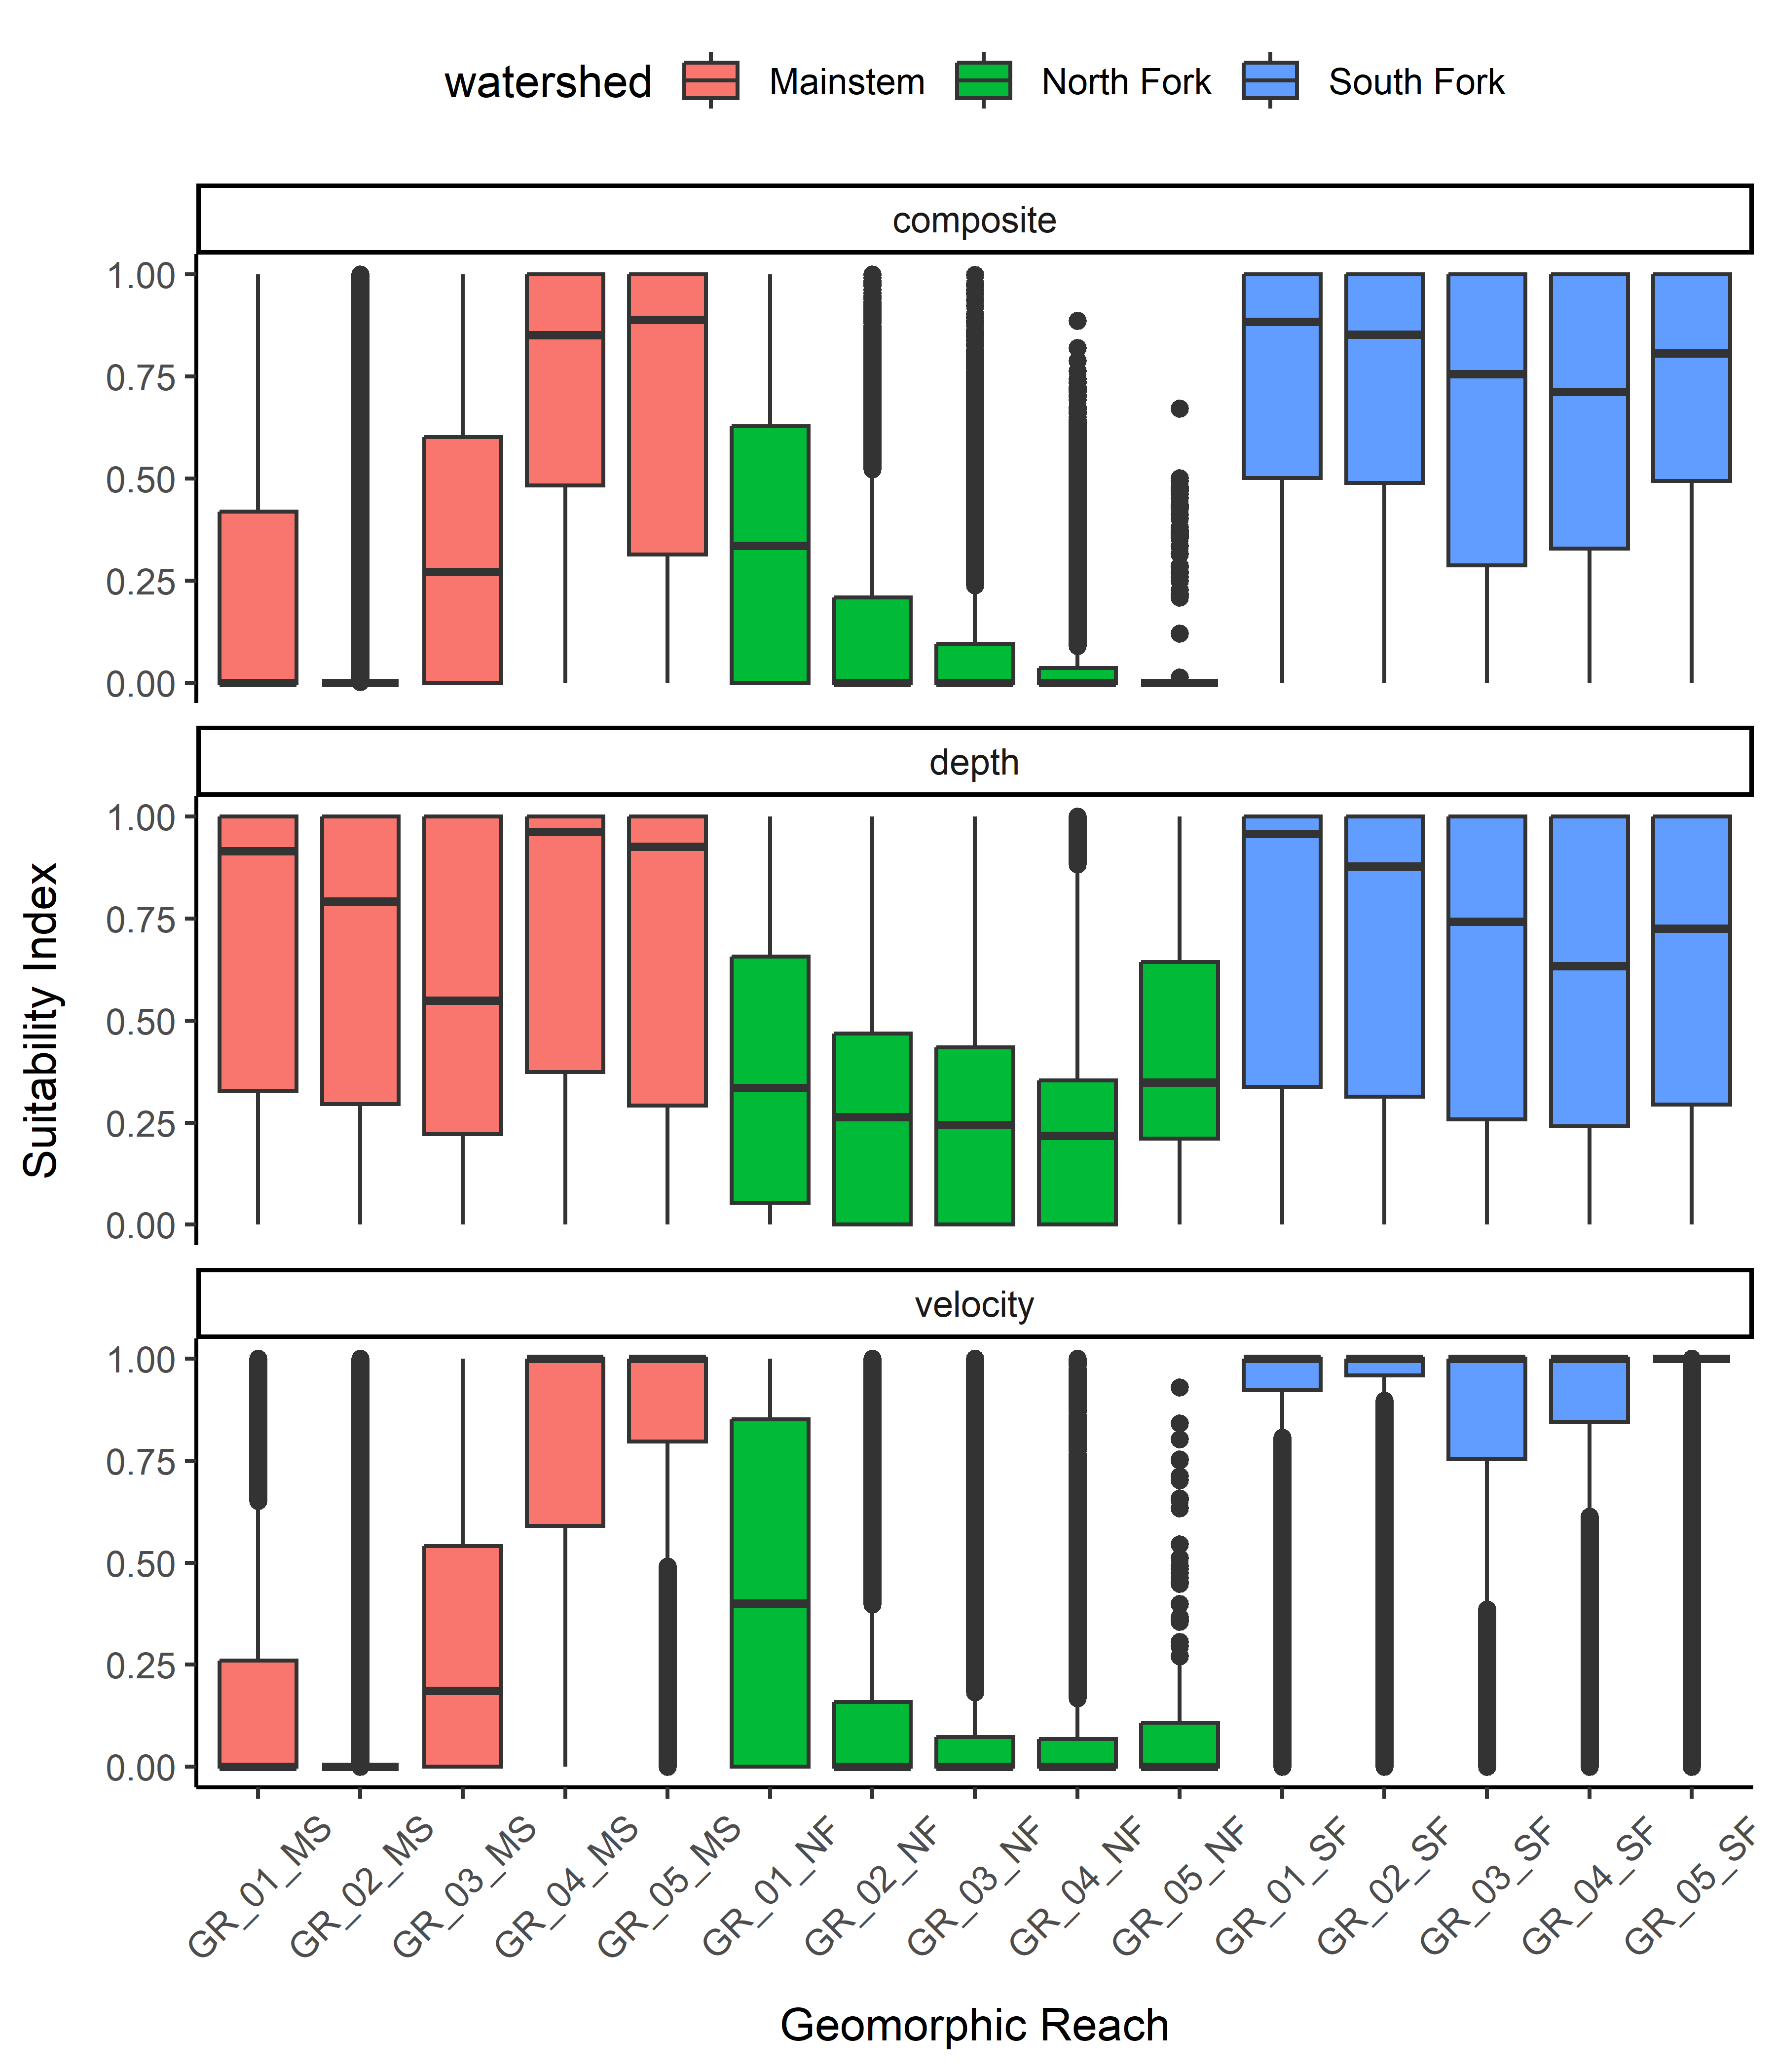 watershed Mainstem North Fork South Fork
composite
1.00
0.75
0.50
0.25
0.00
depth
1.00
0.75
0.50
0.25
0.00
velocity
1.00
0.75
0.50
0.25
0.00
Suitability Index
GR_01_MS GR_02_MS GR_03_MS GR_04_MS GR_05_MS GR_01_NF GR_02_NF GR_03_NF GR_04_NF GR_05_NF GR_01_SF GR_02_SF GR_03_SF GR_04_SF GR_05_SF
Geomorphic Reach